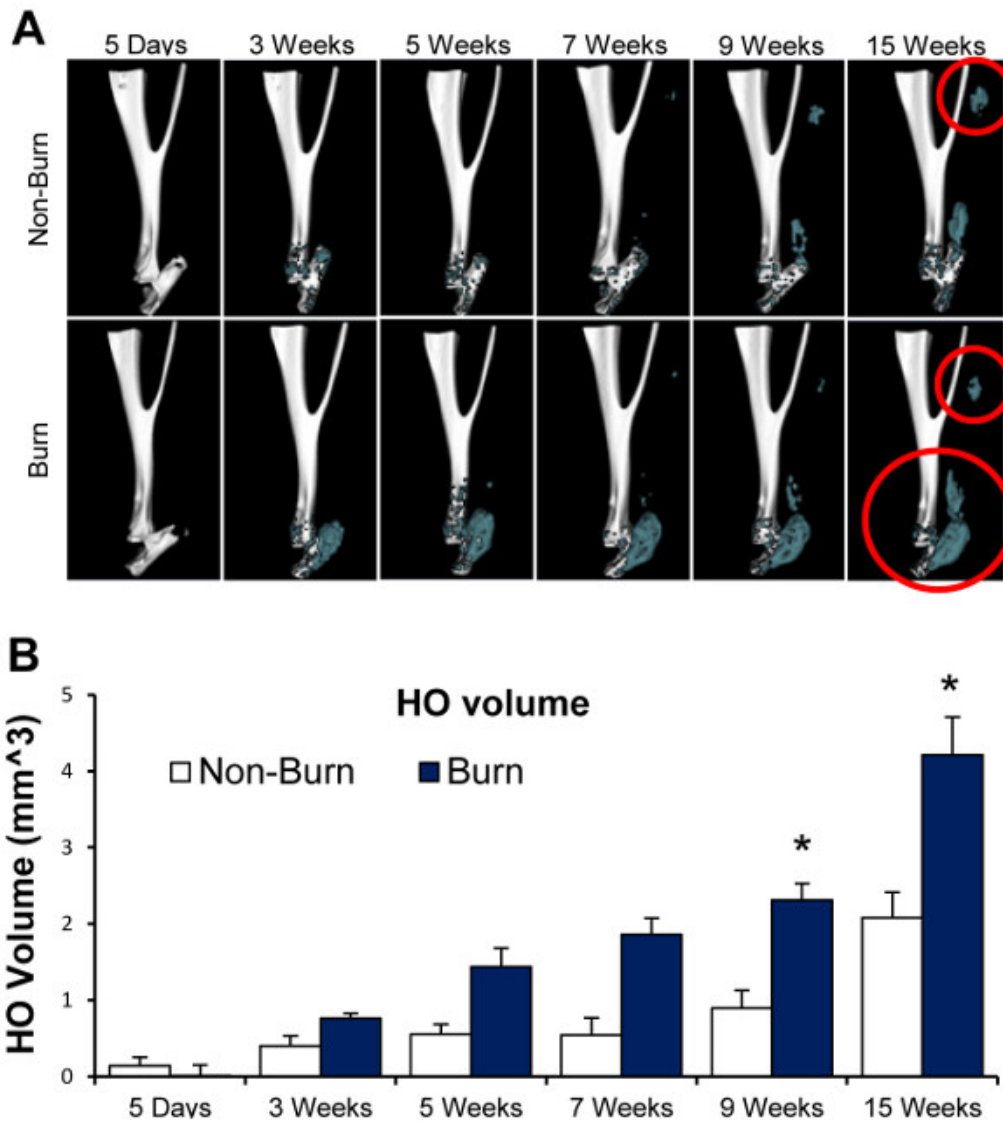 A
5 Days 3 Weeks 5 Weeks 7 Weeks 9 Weeks 15 Weeks
Non-Burn
Burn
B
HO volume
Non-Burn Burn
HO Volume (mm^3)
5
4
3
2
1
0
*
*
5 Days 3 Weeks 5 Weeks 7 Weeks 9 Weeks 15 Weeks